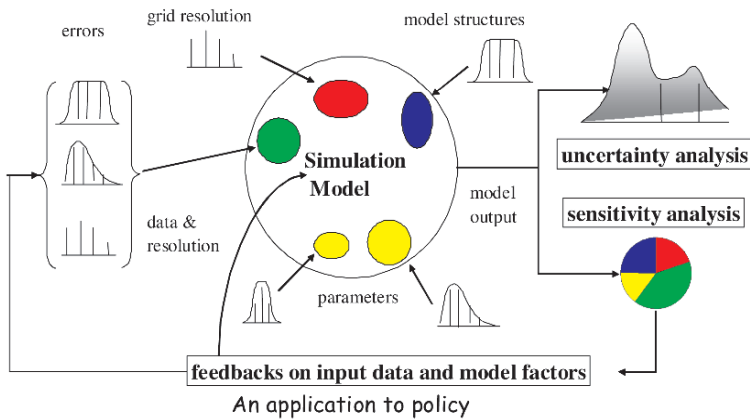 errors
grid resolution
model structures
Simulation
Model
data &
resolution
parameters
model
output
uncertainty analysis
sensitivity analysis
feedbacks on input data and model factors
An application to policy